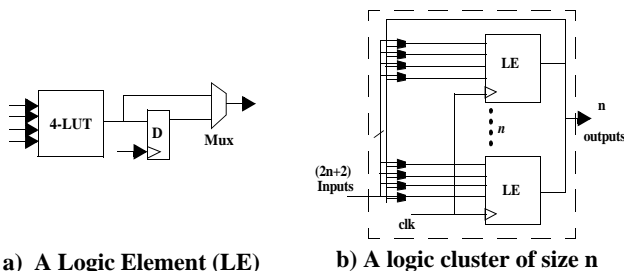 4-LUT
D
Mux
a) A Logic Element (LE)
LE
n
n
outputs
LE
(2n+2)
Inputs
clk
b) A logic cluster of size n